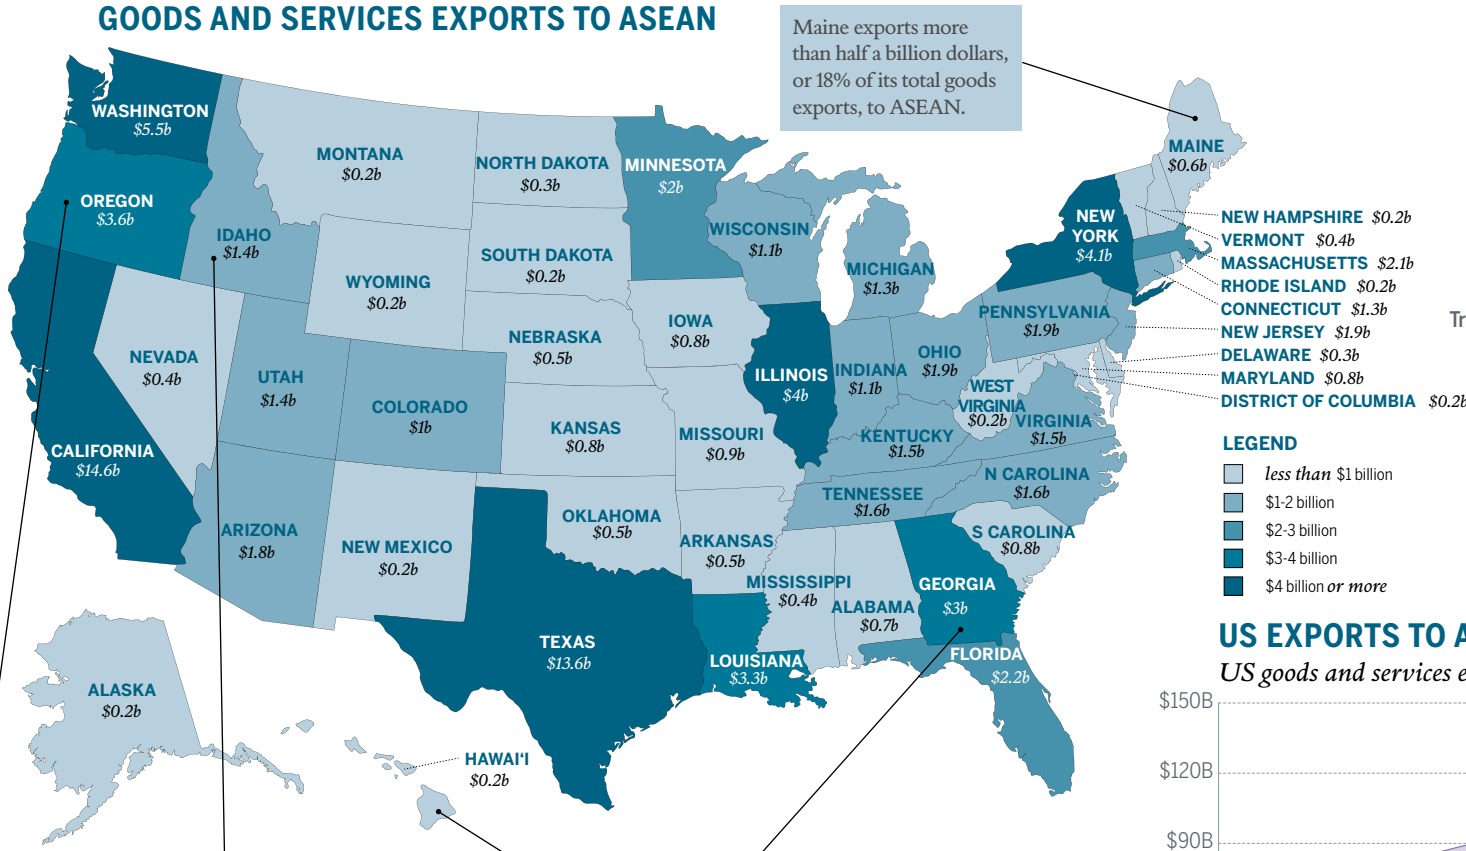 GOODS AND SERVICES EXPORTS TO ASEAN
Maine exports more
than half a billion dollars,
or 18% of its total goods
exports, to ASEAN.
WASHINGTON
$5.5b
OREGON
$3.6b
IDAHO
$1.4b
MONTANA
$0.2b
NORTH DAKOTA
$0.3b
MINNESOTA
$2b
WISCONSIN
$1.1b
MICHIGAN
$1.3b
NEW
YORK
$4.1b
MAINE
$0.6b
NEW HAMPSHIRE $0.2b
VERMONT $0.4b
MASSACHUSETTS $2.1b
RHODE ISLAND $0.2b
CONNECTICUT $1.3b
NEW JERSEY $1.9b
DELAWARE $0.3b
MARYLAND $0.8b
DISTRICT OF COLUMBIA $0.2b
Tr
WYOMING
$0.2b
SOUTH DAKOTA
$0.2b
NEBRASKA
$0.5b
IOWA
$0.8b
ILLINOIS
$4b
INDIANA
$1.1b
OHIO
$1.9b
PENNSYLVANIA
$1.9b
WEST
VIRGINIA
$0.2b
VIRGINIA
$1.5b
NEVADA
$0.4b
UTAH
$1.4b
COLORADO
$1b
KANSAS
$0.8b
MISSOURI
$0.9b
KENTUCKY
$1.5b
CALIFORNIA
$14.6b
ARIZONA
$1.8b
NEW MEXICO
$0.2b
OKLAHOMA
$0.5b
ARKANSAS
$0.5b
TENNESSEE
$1.6b
N CAROLINA
$1.6b
S CAROLINA
$0.8b
MISSISSIPPI
$0.4b
ALABAMA
$0.7b
GEORGIA
$3b
TEXAS
$13.6b
LOUISIANA
$3.3b
FLORIDA
$2.2b
ALASKA
$0.2b
HAWAI‘I
$0.2b
LEGEND
less than $1 billion
$1-2 billion
$2-3 billion
$3-4 billion
$4 billion or more
US EXPORTS TO A
US goods and services e
$150B
$120B
$90B